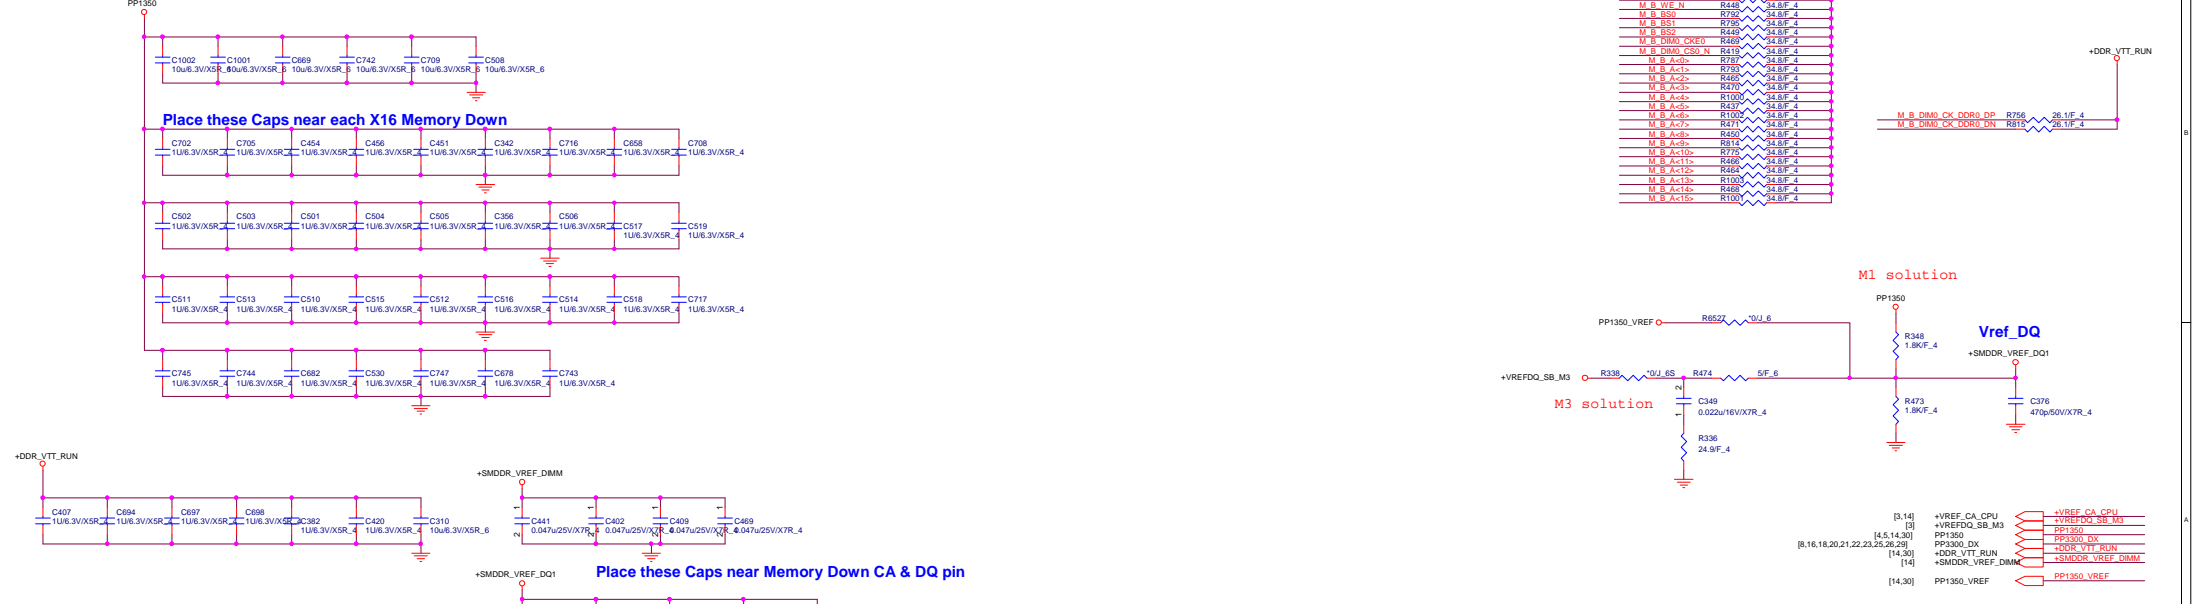 PP1350
C1002 C1001 C669 C742 C709 C508
10u/6.3V/X5R_6 10u/6.3V/X5R_6 10u/6.3V/X5R_6 10u/6.3V/X5R_6 10u/6.3V/X5R_6 10u/6.3V/X5R_6
Place these Caps near each X16 Memory Down
C702 C705 C454 C456 C451 C342 C716 C658 C708
1U/6.3V/X5R_4 1U/6.3V/X5R_4 1U/6.3V/X5R_4 1U/6.3V/X5R_4 1U/6.3V/X5R_4 1U/6.3V/X5R_4 1U/6.3V/X5R_4 1U/6.3V/X5R_4 1U/6.3V/X5R_4
C502 C503 C501 C504 C505 C356 C506 C517 C519
1U/6.3V/X5R_4 1U/6.3V/X5R_4 1U/6.3V/X5R_4 1U/6.3V/X5R_4 1U/6.3V/X5R_4 1U/6.3V/X5R_4 1U/6.3V/X5R_4 1U/6.3V/X5R_4 1U/6.3V/X5R_4
C511 C513 C510 C515 C512 C516 C514 C518 C717
1U/6.3V/X5R_4 1U/6.3V/X5R_4 1U/6.3V/X5R_4 1U/6.3V/X5R_4 1U/6.3V/X5R_4 1U/6.3V/X5R_4 1U/6.3V/X5R_4 1U/6.3V/X5R_4 1U/6.3V/X5R_4
C745 C744 C682 C530 C747 C678 C743
1U/6.3V/X5R_4 1U/6.3V/X5R_4 1U/6.3V/X5R_4 1U/6.3V/X5R_4 1U/6.3V/X5R_4 1U/6.3V/X5R_4 1U/6.3V/X5R_4
+DDR_VTT_RUN
C407 C694 C697 C698 C382 C420 C310
1U/6.3V/X5R_4 1U/6.3V/X5R_4 1U/6.3V/X5R_4 1U/6.3V/X5R_4 1U/6.3V/X5R_4 1U/6.3V/X5R_4 10u/6.3V/X5R_6
+SMDDR_VREF_DIMM
1 1 1 1
C441 C402 C409 C469
0.047u/25V/X7R_4 0.047u/25V/X7R_4 0.047u/25V/X7R_4 0.047u/25V/X7R_4
2 2 2 2
+SMDDR_VREF_DQ1
Place these Caps near Memory Down CA & DQ pin
M_B_WE_N R448 34.8/F_4
M_B_BS0 R792 34.8/F_4
M_B_BS1 R795 34.8/F_4
M_B_BS2 R449 34.8/F_4
M_B_DIM0_CKE0 R469 34.8/F_4
M_B_DIM0_CS0_N R419 34.8/F_4
M_B_A<0> R787 34.8/F_4
M_B_A<1> R793 34.8/F_4
M_B_A<2> R465 34.8/F_4
M_B_A<3> R470 34.8/F_4
M_B_A<4> R1000 34.8/F_4
M_B_A<5> R437 34.8/F_4
M_B_A<6> R1002 34.8/F_4
M_B_A<7> R471 34.8/F_4
M_B_A<8> R450 34.8/F_4
M_B_A<9> R814 34.8/F_4
M_B_A<10> R775 34.8/F_4
M_B_A<11> R466 34.8/F_4
M_B_A<12> R464 34.8/F_4
M_B_A<13> R1003 34.8/F_4
M_B_A<14> R468 34.8/F_4
M_B_A<15> R1001 34.8/F_4
+DDR_VTT_RUN
M_B_DIM0_CK_DDR0_DP R756 26.1/F_4
M_B_DIM0_CK_DDR0_DN R815 26.1/F_4
B
M1 solution
PP1350
PP1350_VREF R6527 *0/J_6
R348
1.8K/F_4
Vref_DQ
+SMDDR_VREF_DQ1
+VREFDQ_SB_M3 R338 *0/J_6S R474 5/F_6
M3 solution
2
C349
0.022u/16V/X7R_4
1
R473
1.8K/F_4
C376
470p/50V/X7R_4
R336
24.9/F_4
[3,14] +VREF_CA_CPU +VREF_CA_CPU
[3] +VREFDQ_SB_M3 +VREFDQ_SB_M3
[4,5,14,30] PP1350 PP1350
[8,16,18,20,21,22,23,25,26,29] PP3300_DX PP3300_DX
[14,30] +DDR_VTT_RUN +DDR_VTT_RUN
[14] +SMDDR_VREF_DIMM +SMDDR_VREF_DIMM
[14,30] PP1350_VREF PP1350_VREF
A